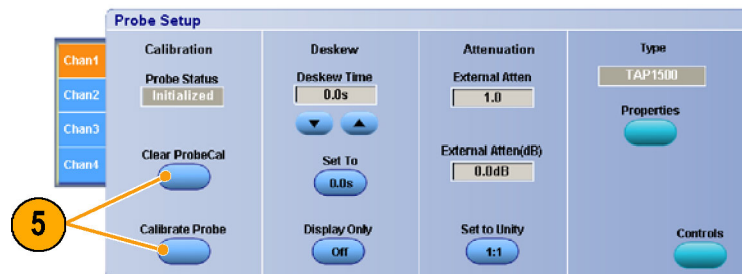 Probe Setup
Chan1
Chan2
Chan3
Chan4
Calibration
Probe Status
Initialized
Clear ProbeCal
Calibrate Probe
Deskew
Deskew Time
0.0s
Set To
0.0s
Display Only
Off
Attenuation
External Atten
1.0
External Atten(dB)
0.0dB
Set to Unity
1:1
Type
TAP1500
Properties
Controls
5